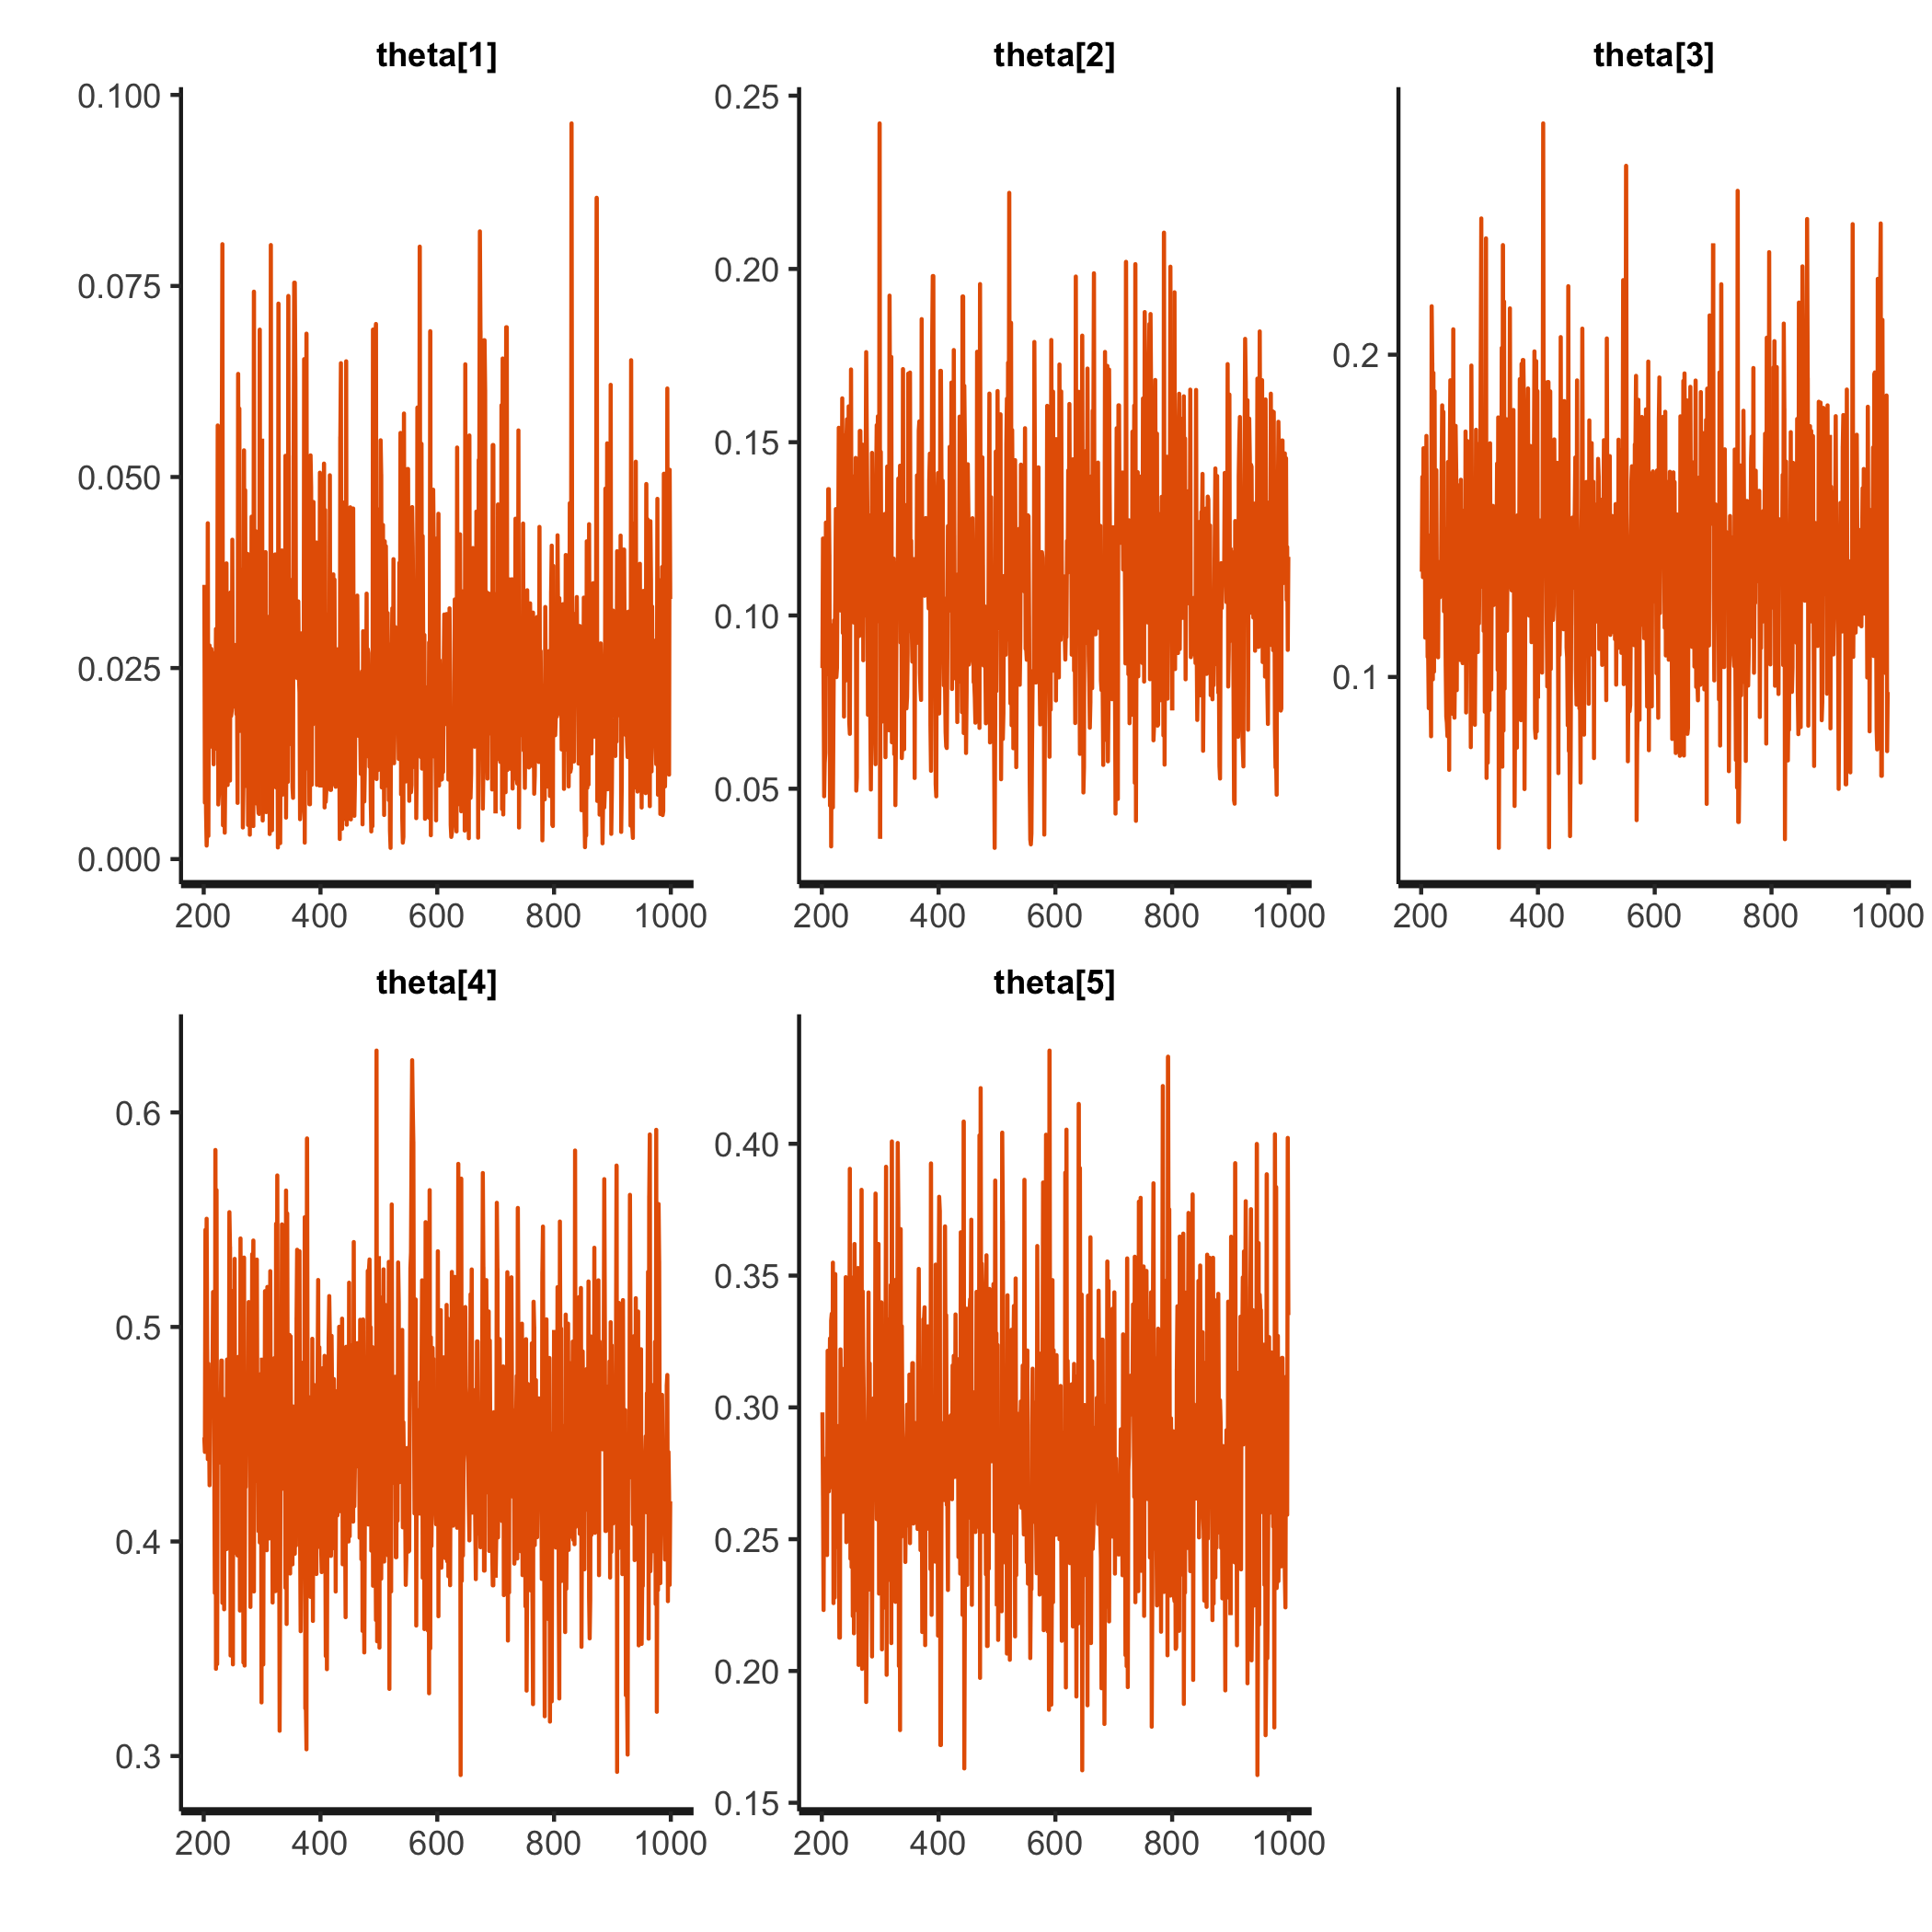 theta[1] theta[2] theta[3]
0.100 0.25
0.075 0.20 0.2
0.050 0.15
0.025 0.10 0.1
0.000 0.05
200 400 600 800 1000 200 400 600 800 1000 200 400 600 800 1000
theta[4] theta[5]
0.6 0.40
0.5 0.35
0.30
0.4 0.25
0.3 0.20
0.15
200 400 600 800 1000 200 400 600 800 1000